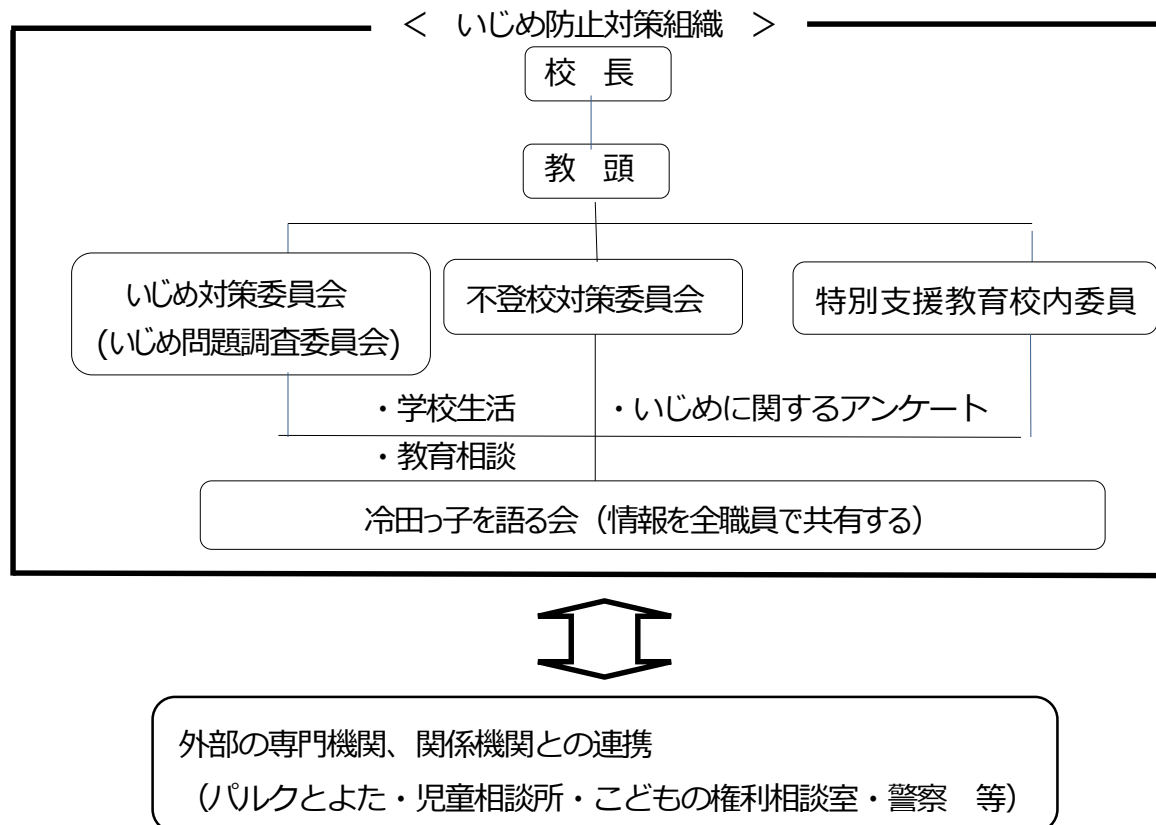 ＜　いじめ防止対策組織　＞
校　長
教　頭
いじめ対策委員会
(いじめ問題調査委員会)
不登校対策委員会
特別支援教育校内委員
・学校生活
・いじめに関するアンケート
・教育相談
冷田っ子を語る会（情報を全職員で共有する）
外部の専門機関、関係機関との連携
（パルクとよた・児童相談所・こどもの権利相談室・警察　等）